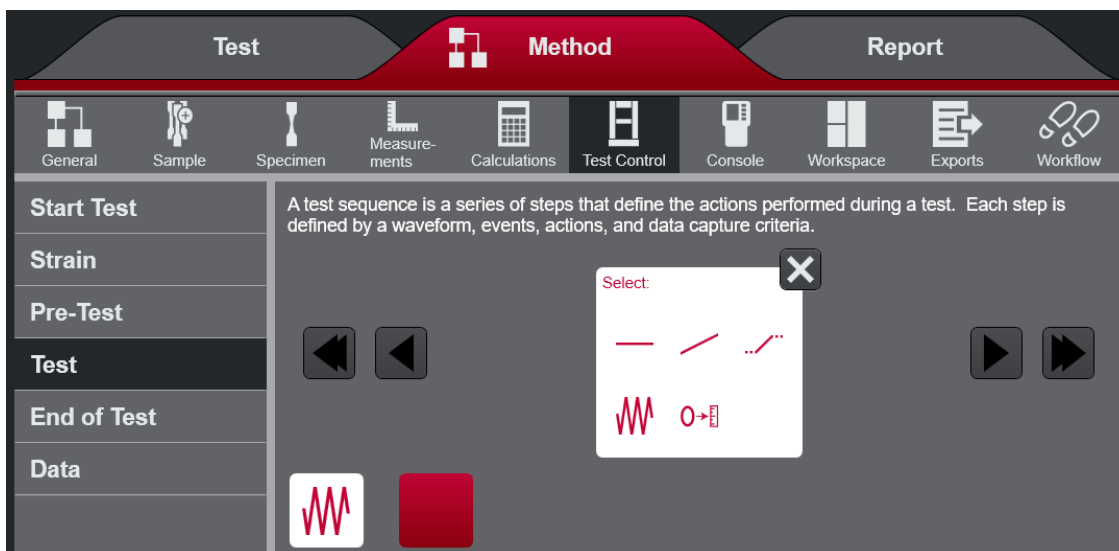 Test
Method
Report
General
Sample
Specimen
Measure-
ments
Calculations
Test Control
Console
Workspace
Exports
Workflow
Start Test
Strain
Pre-Test
Test
End of Test
Data
A test sequence is a series of steps that define the actions performed during a test. Each step is
defined by a waveform, events, actions, and data capture criteria.
Select: